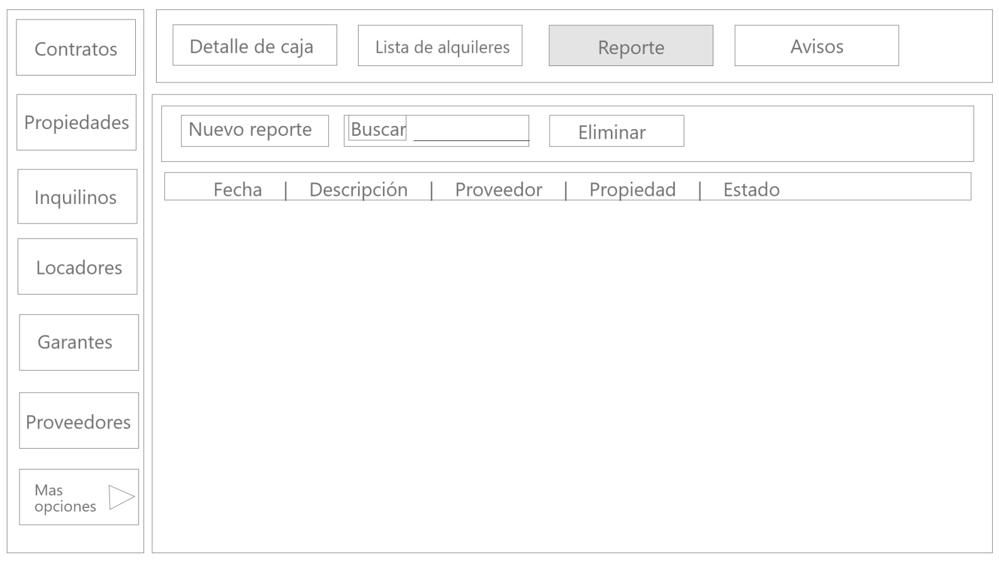 Contratos
Propiedades
Inquilinos
Locadores
Garantes
Proveedores
Mas
opciones
Detalle de caja
Lista de alquileres
Reporte
Avisos
Nuevo reporte
Buscar
Eliminar
Fecha | Descripción | Proveedor | Propiedad | Estado